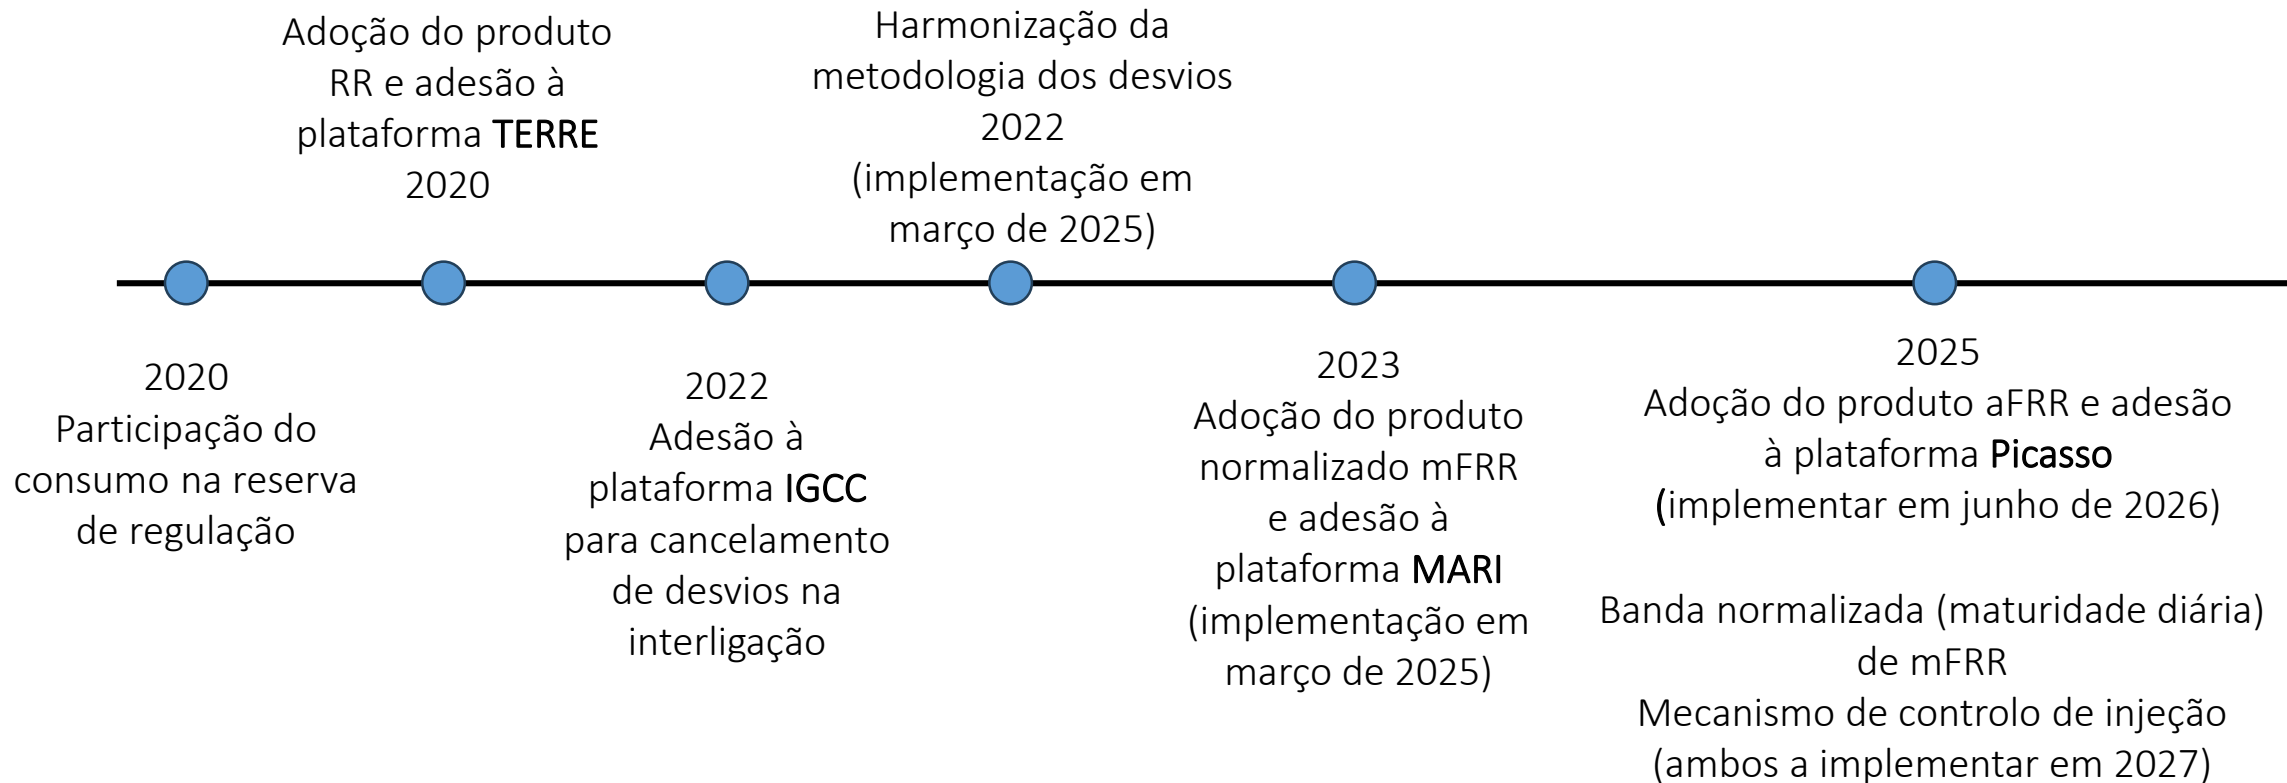 Adoção do produto
RR e adesão à
plataforma TERRE
2020
Harmonização da
metodologia dos desvios
2022
(implementação em
março de 2025)
2020
Participação do
consumo na reserva
de regulação
2022
Adesão à
plataforma IGCC
para cancelamento
de desvios na
interligação
2023
Adoção do produto
normalizado mFRR
e adesão à
plataforma MARI
(implementação em
março de 2025)
2025
Adoção do produto aFRR e adesão
à plataforma Picasso
(implementar em junho de 2026)
Banda normalizada (maturidade diária)
de mFRR
Mecanismo de controlo de injeção
(ambos a implementar em 2027)